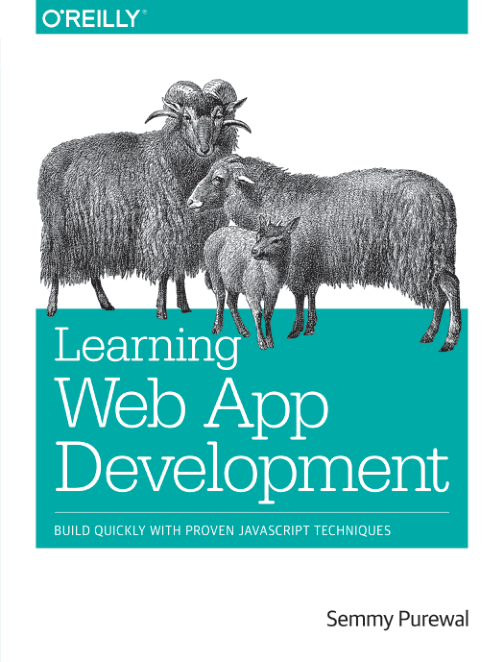 O'REILLY®
Learning
Web App
Development
BUILD QUICKLY WITH PROVEN JAVASCRIPT TECHNIQUES
Semmy Purewal